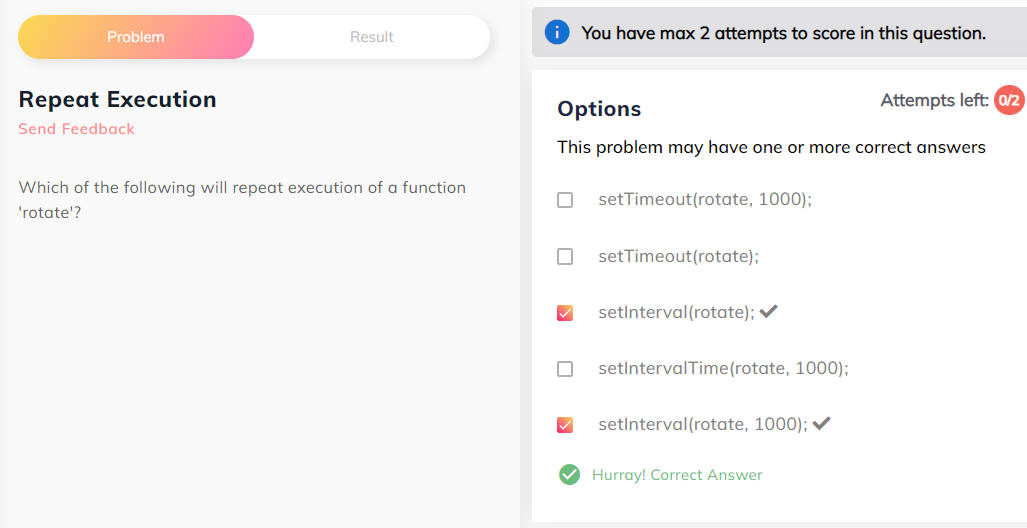 Problem
Result
Repeat Execution
Send Feedback
Which of the following will repeat execution of a function
'rotate'?
You have max 2 attempts to score in this question.
Options
Attempts left: 0/2
This problem may have one or more correct answers
setTimeout(rotate, 1000);
setTimeout(rotate);
setInterval(rotate);
setIntervalTime(rotate, 1000);
setInterval(rotate, 1000);
Hurray! Correct Answer